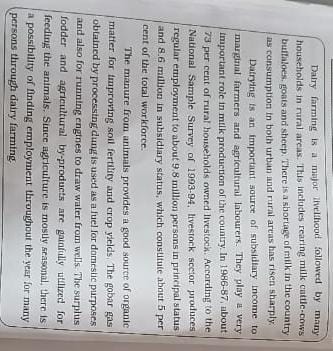 Dairy farming is a major livelihood followed by many
households in rural areas. This includes rearing milk cattle-cows
buffaloes, goats and sheep. There is a shortage of milk in the country
as consumption in both urban and rural areas has risen sharply.
Dairying is an important source of subsidiary income to
marginal farmers and agricultural labourers. They play a very
important role in milk production of the country. In 1986-87, about
73 per cent of rural households owned livestock. According to the
National Sample Survey of 1993-94, livestock sector produces
regular employment to about 9.8 million persons in principal status
and 8.6 million in subsidiary status, which constitute about 5 per
cent of the total workforce.
The manure from animals provides a good source of organic
matter for improving soil fertility and crop yields. The gobar gas
obtained by processing dung is used as a fuel for domestic purposes
and also for running engines to draw water from wells. The surplus
fodder and agricultural by-products are gainfully utilized for
feeding the animals. Since agriculture is mostly seasonal, there is
a possibility of finding employment throughout the year for many
persons through dairy farming